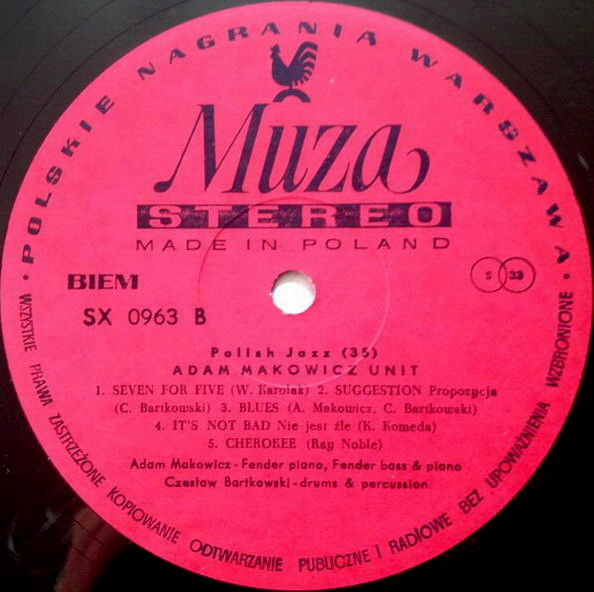 · POLSKIE NAGRANIA WARSZAWA ·
Muza
STEREO
MADE IN POLAND
BIEM
S 33
SX 0963 B
Polish Jazz (35)
ADAM MAKOWICZ UNIT
1. SEVEN FOR FIVE (W. Karolak) 2. SUGGESTION Propozycja
(C. Bartkowski) 3. BLUES (A. Makowicz, C. Bartkowski)
4. IT'S NOT BAD Nie jest źle (K. Komeda)
5. CHEROKEE (Ray Noble)
Adam Makowicz - Fender piano, Fender bass & piano
Czesław Bartkowski - drums & percussion
WSZYSTKIE PRAWA ZASTRZEŻONE KOPIOWANIE ODTWARZANIE PUBLICZNE I RADIOWE BEZ UPOWAŻNIENIA WZBRONIONE